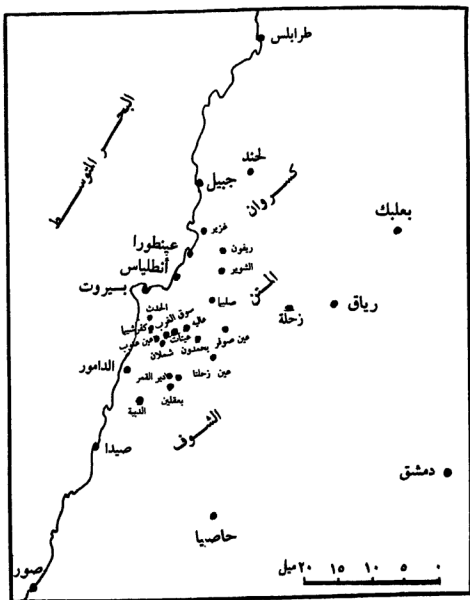 طرابلس
البحر المتوسط
لحفد
جبيل
كسروان
بعلبك
غزير
عينطورا
ريفون
أنطلياس
الشوير
بيروت
المتن
صليما
رياق
زحلة
الحدث
سوق الغرب
عاليه
كفرشيما
عين عنوب
عيتات
بحمدون
عين صوفر
شملان
الدامور
عين زحلتا
دير القمر
بعقلين
الدبية
الشوف
صيدا
دمشق
حاصبيا
صور
٠ ٥ ١٠ ١٥ ٢٠ ميل